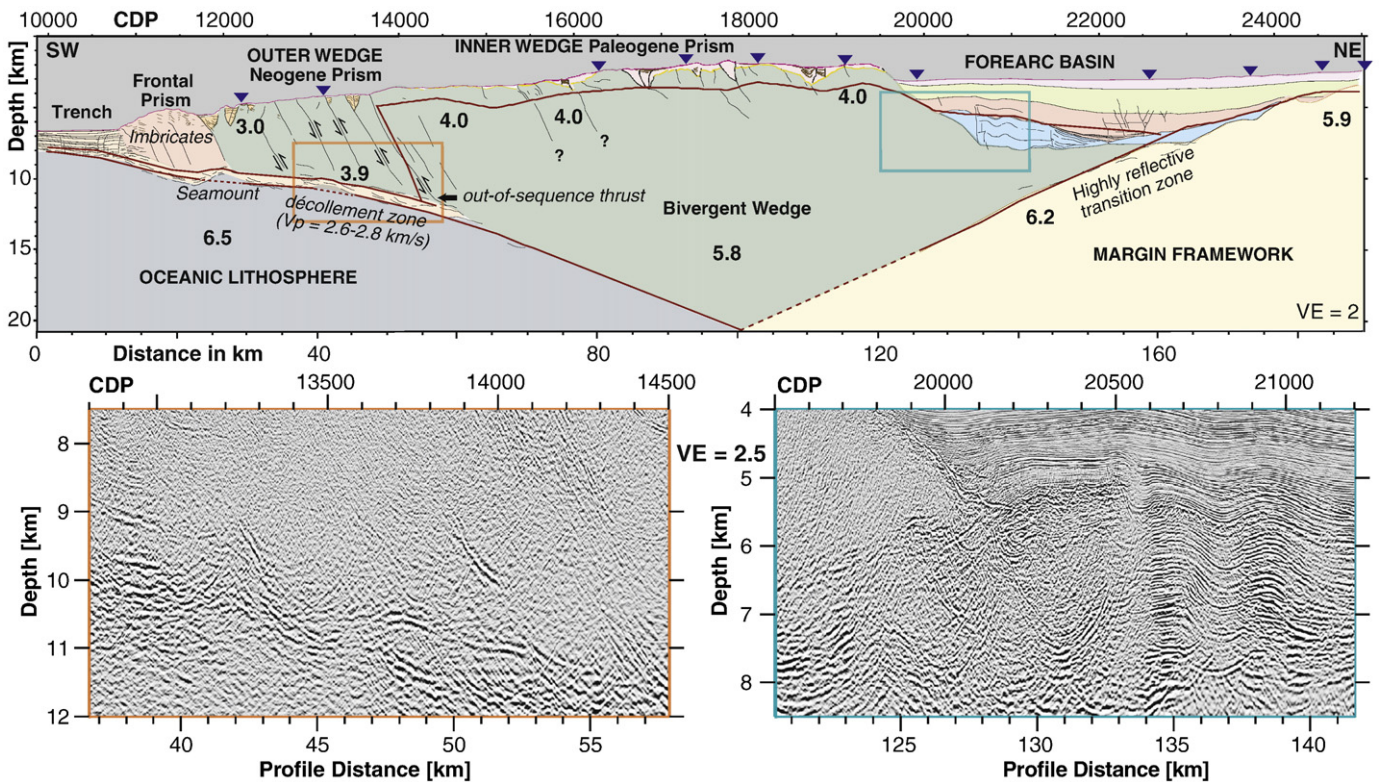 10000 CDP 12000 14000 16000 18000 20000 22000 24000
SW
NE
OUTER WEDGE
Neogene Prism
INNER WEDGE Paleogene Prism
FOREARC BASIN
Frontal
Prism
Trench
Imbricates
3.0
4.0
4.0
4.0
5.9
?
?
3.9
Seamount
out-of-sequence thrust
décollement zone
(Vp = 2.6-2.8 km/s)
Bivergent Wedge
Highly reflective
transition zone
6.2
6.5
5.8
OCEANIC LITHOSPHERE
MARGIN FRAMEWORK
VE = 2
Depth [km]
5
10
15
20
0 Distance in km 40 80 120 160
CDP 13500 14000 14500
8
9
10
11
12
Depth [km]
40 45 50 55
Profile Distance [km]
VE = 2.5
CDP 20000 20500 21000
4
5
6
7
8
Depth [km]
125 130 135 140
Profile Distance [km]